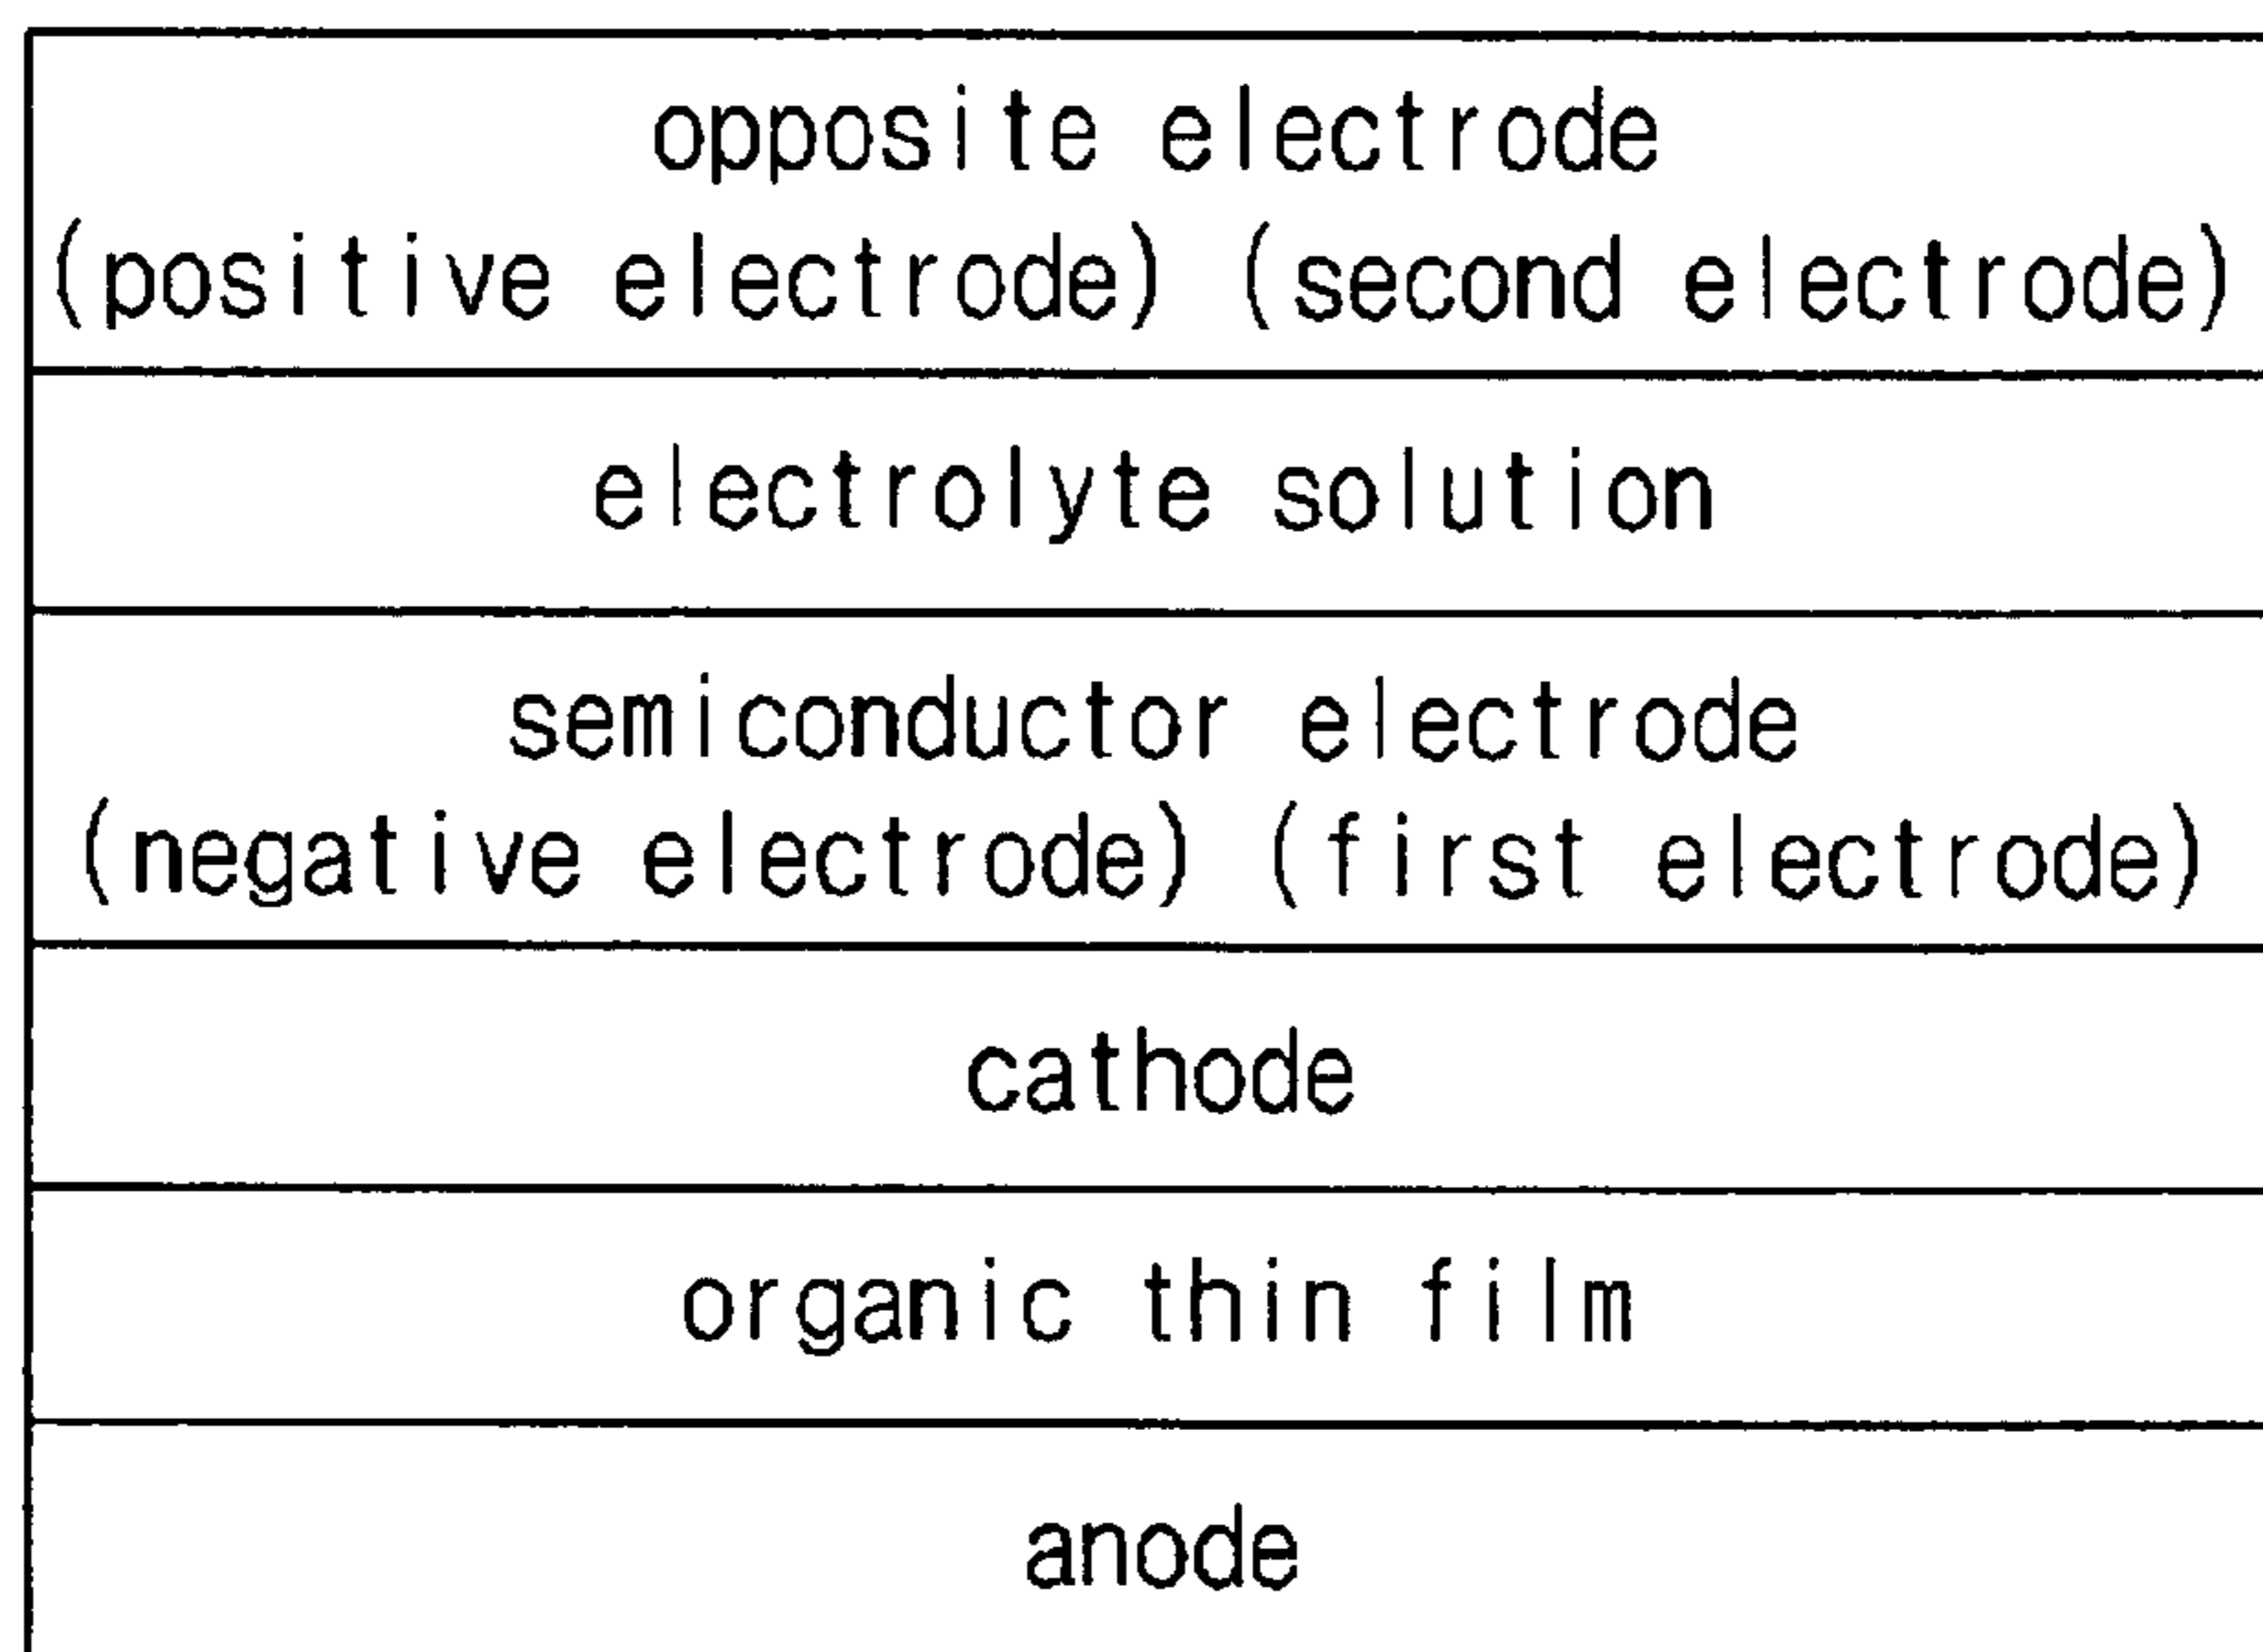 opposite electrode
(positive electrode) (second electrode)
electrolyte solution
semiconductor electrode
(negative electrode) (first electrode)
cathode
organic thin film
anode